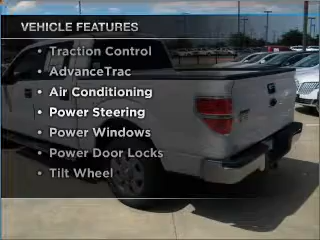 VEHICLE FEATURES
• Traction Control
• AdvanceTrac
• Air Conditioning
• Power Steering
• Power Windows
• Power Door Locks
• Tilt Wheel